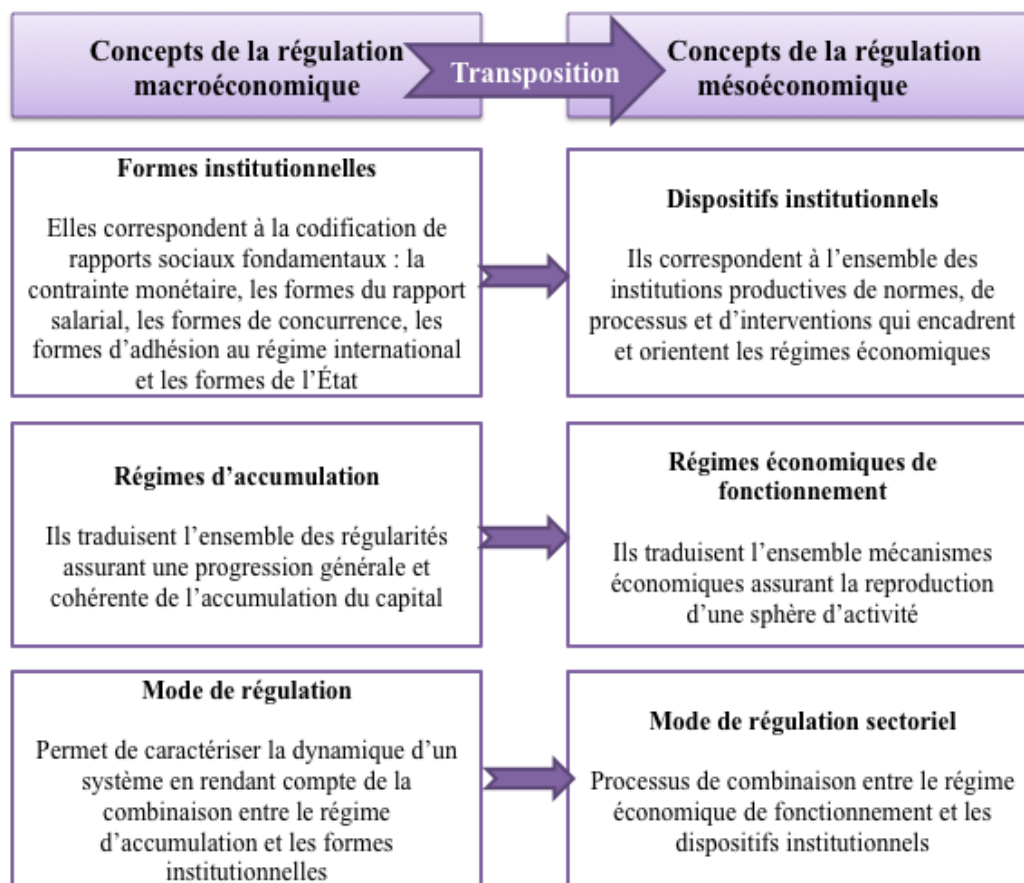 Concepts de la régulation
macroéconomique
Transposition
Concepts de la régulation
mésoéconomique
Formes institutionnelles
Elles correspondent à la codification de
rapports sociaux fondamentaux : la
contrainte monétaire, les formes du rapport
salarial, les formes de concurrence, les
formes d’adhésion au régime international
et les formes de l’État
Dispositifs institutionnels
Ils correspondent à l’ensemble des
institutions productives de normes, de
processus et d’interventions qui encadrent
et orientent les régimes économiques
Régimes d’accumulation
Ils traduisent l’ensemble des régularités
assurant une progression générale et
cohérente de l’accumulation du capital
Régimes économiques de
fonctionnement
Ils traduisent l’ensemble mécanismes
économiques assurant la reproduction
d’une sphère d’activité
Mode de régulation
Permet de caractériser la dynamique d’un
système en rendant compte de la
combinaison entre le régime
d’accumulation et les formes
institutionnelles
Mode de régulation sectoriel
Processus de combinaison entre le régime
économique de fonctionnement et les
dispositifs institutionnels